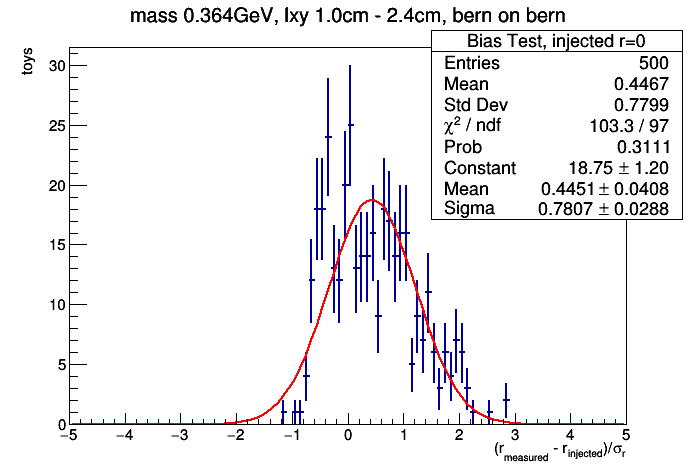 mass 0.364GeV, lxy 1.0cm - 2.4cm, bern on bern
Bias Test, injected r=0
Entries 500
Mean 0.4467
Std Dev 0.7799
χ² / ndf 103.3 / 97
Prob 0.3111
Constant 18.75 ± 1.20
Mean 0.4451 ± 0.0408
Sigma 0.7807 ± 0.0288
toys
30
25
20
15
10
5
0
−5 −4 −3 −2 −1 0 1 2 3 4 5
(r_measured - r_injected)/σ_r